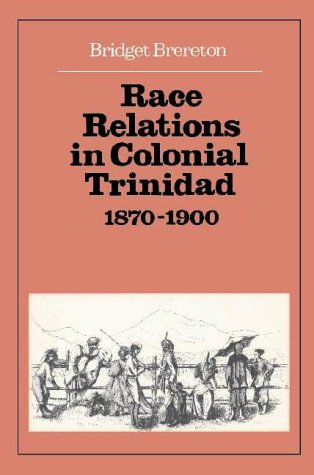 Bridget Brereton
Race
Relations
in Colonial
Trinidad
1870-1900